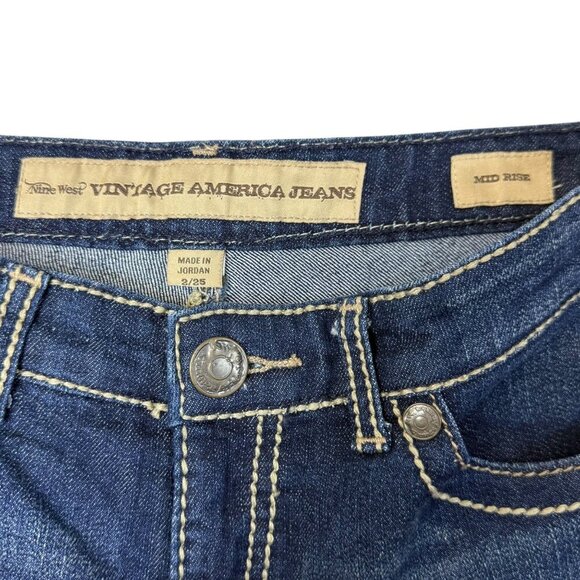 Nine West VINTAGE AMERICA JEANS
MID RISE
MADE IN
JORDAN
2/25